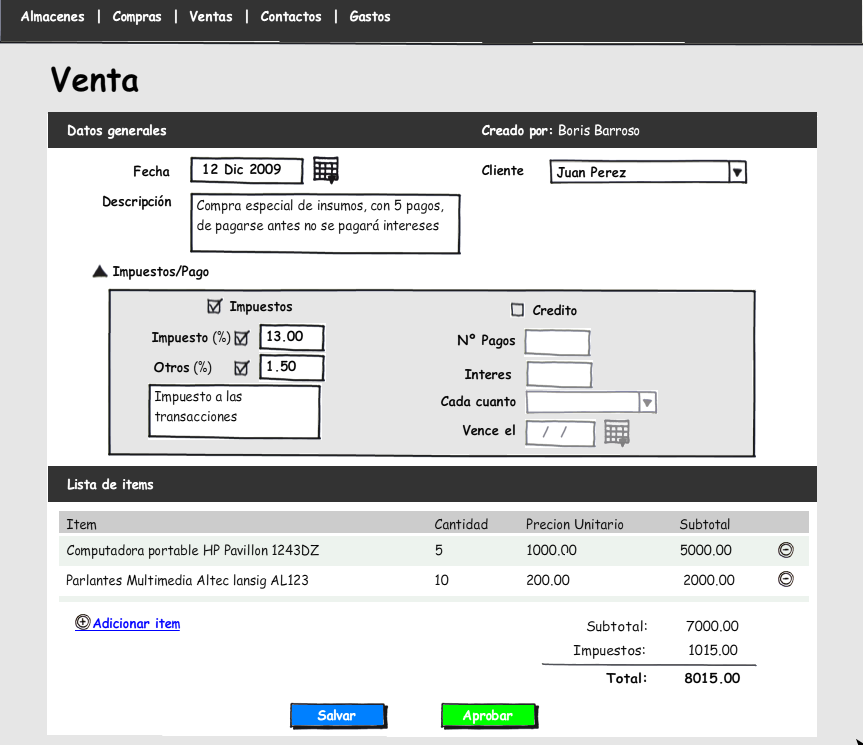 Almacenes | Compras | Ventas | Contactos | Gastos
Venta
Datos generales Creado por: Boris Barroso
Fecha 12 Dic 2009 Cliente Juan Perez
Descripción Compra especial de insumos, con 5 pagos,
de pagarse antes no se pagará intereses
Impuestos/Pago
Impuestos Credito
Impuesto (%) 13.00 Nº Pagos
Otros (%) 1.50 Interes
Impuesto a las
transacciones
Cada cuanto
Vence el / /
Lista de items
Item Cantidad Precion Unitario Subtotal
Computadora portable HP Pavillon 1243DZ 5 1000.00 5000.00
Parlantes Multimedia Altec lansig AL123 10 200.00 2000.00
Adicionar item
Subtotal: 7000.00
Impuestos: 1015.00
Total: 8015.00
Salvar Aprobar